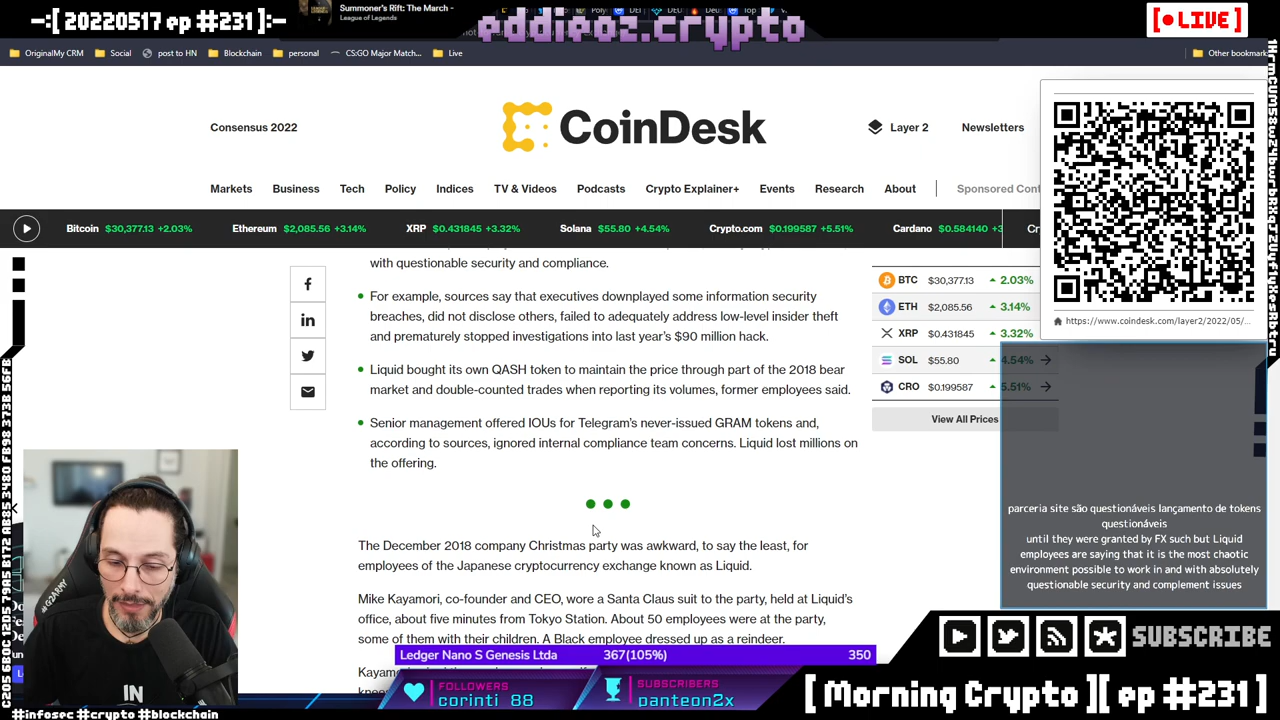 -:[ 20220517 ep #231 ]:-
Summoner's Rift: The March -
League of Legends
eddieoz.crypto
[ LIVE ]
OriginalMy CRM
Social
post to HN
Blockchain
personal
CS:GO Major Match...
Live
Other bookmark
Consensus 2022
CoinDesk
Layer 2
Newsletters
Markets
Business
Tech
Policy
Indices
TV & Videos
Podcasts
Crypto Explainer+
Events
Research
About
Sponsored Cont
Bitcoin $30,377.13 +2.03%
Ethereum $2,085.56 +3.14%
XRP $0.431845 +3.32%
Solana $55.80 +4.54%
Crypto.com $0.199587 +5.51%
Cardano $0.584140 +3
Cr
with questionable security and compliance.
For example, sources say that executives downplayed some information security
breaches, did not disclose others, failed to adequately address low-level insider theft
and prematurely stopped investigations into last year's $90 million hack.
Liquid bought its own QASH token to maintain the price through part of the 2018 bear
market and double-counted trades when reporting its volumes, former employees said.
Senior management offered IOUs for Telegram's never-issued GRAM tokens and,
according to sources, ignored internal compliance team concerns. Liquid lost millions on
the offering.
The December 2018 company Christmas party was awkward, to say the least, for
employees of the Japanese cryptocurrency exchange known as Liquid.
Mike Kayamori, co-founder and CEO, wore a Santa Claus suit to the party, held at Liquid's
office, about five minutes from Tokyo Station. About 50 employees were at the party,
some of them with their children. A Black employee dressed up as a reindeer.
BTC $30,377.13 2.03%
ETH $2,085.56 3.14%
XRP $0.431845 3.32%
SOL $55.80 4.54%
CRO $0.199587 5.51%
View All Prices
https://www.coindesk.com/layer2/2022/05/...
parceria site são questionáveis lançamento de tokens
questionáveis
until they were granted by FX such but Liquid
employees are saying that it is the most chaotic
environment possible to work in and with absolutely
questionable security and complement issues
SUBSCRIBE
Ledger Nano S Genesis Ltda 367(105%) 350
FOLLOWERS
corinti_88
SUBSCRIBERS
panteon2x
[ Morning Crypto ][ ep #231 ]
#infosec #crypto #blockchain
#G2ARMY
IN